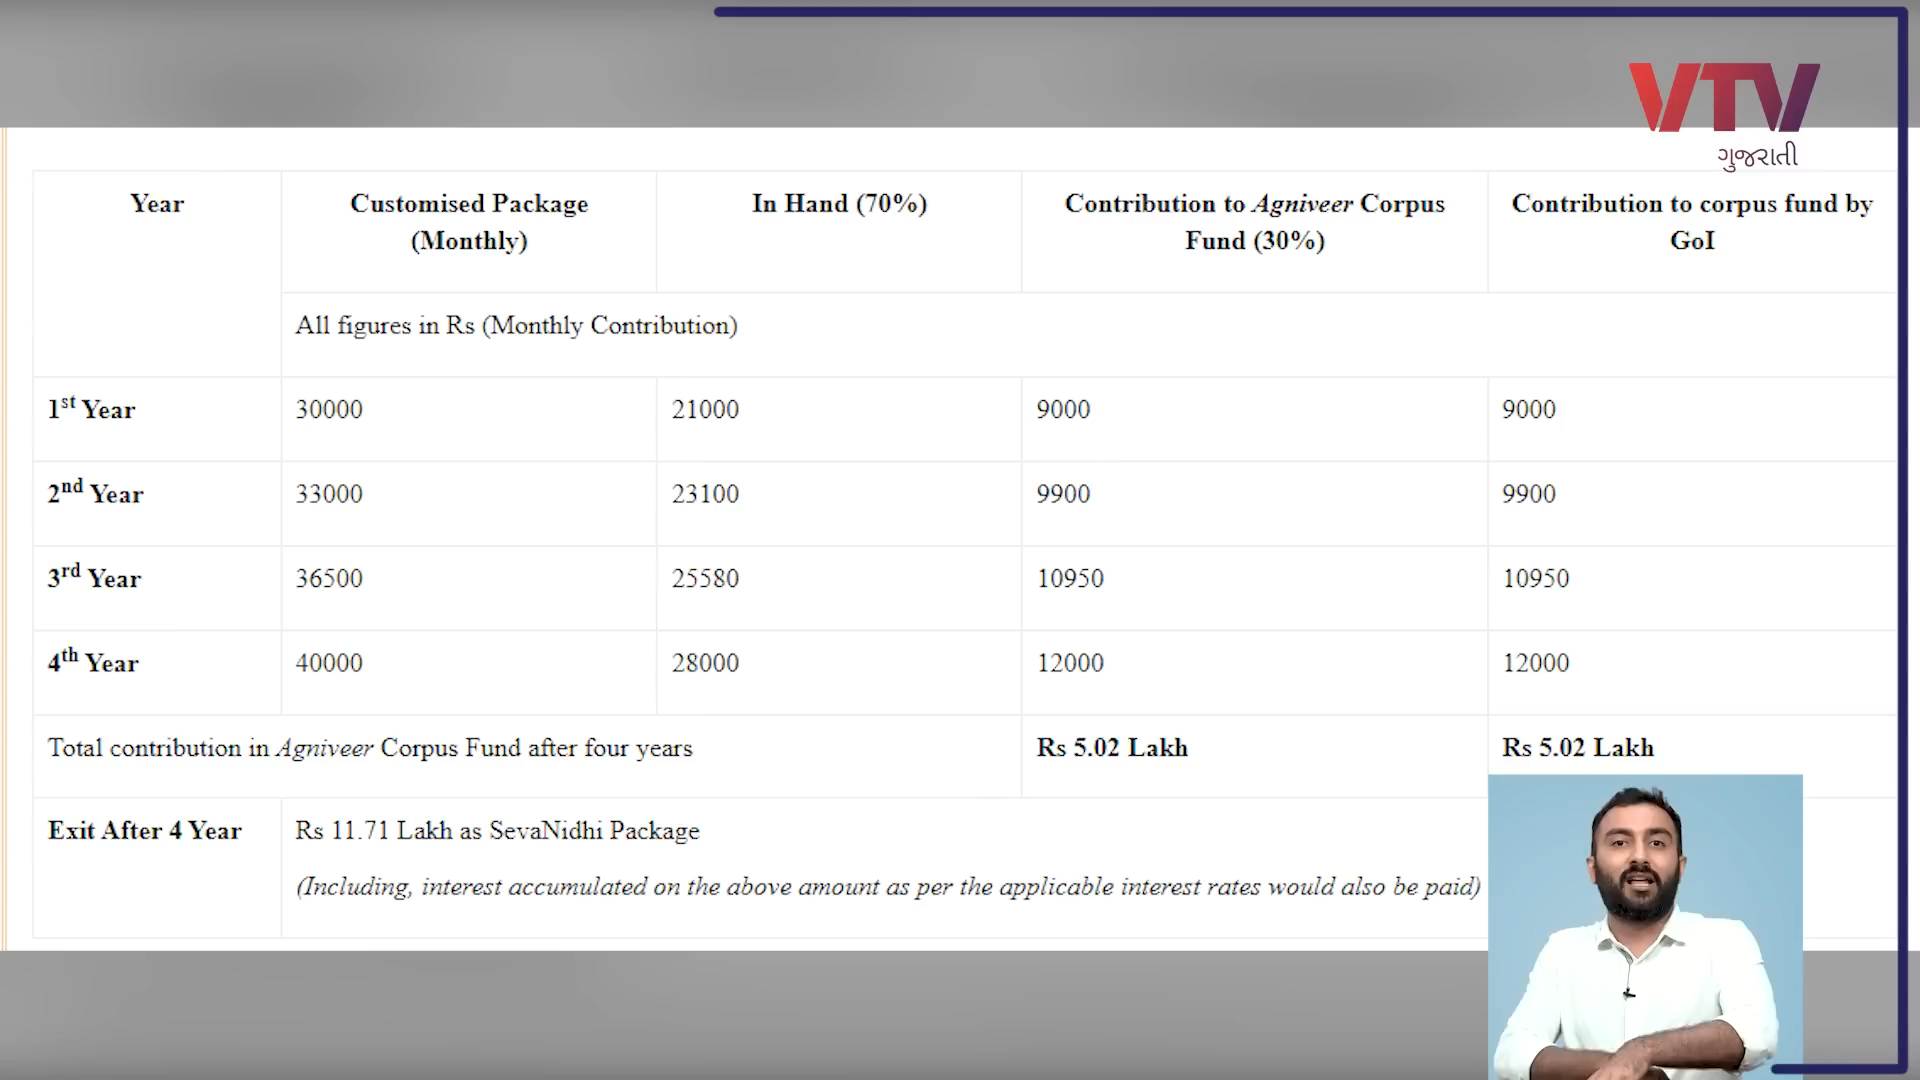 VTV
ગુજરાતી
Year
Customised Package
(Monthly)
In Hand (70%)
Contribution to Agniveer Corpus
Fund (30%)
Contribution to corpus fund by
GoI
All figures in Rs (Monthly Contribution)
1st Year 30000 21000 9000 9000
2nd Year 33000 23100 9900 9900
3rd Year 36500 25580 10950 10950
4th Year 40000 28000 12000 12000
Total contribution in Agniveer Corpus Fund after four years Rs 5.02 Lakh Rs 5.02 Lakh
Exit After 4 Year Rs 11.71 Lakh as SevaNidhi Package
(Including, interest accumulated on the above amount as per the applicable interest rates would also be paid)